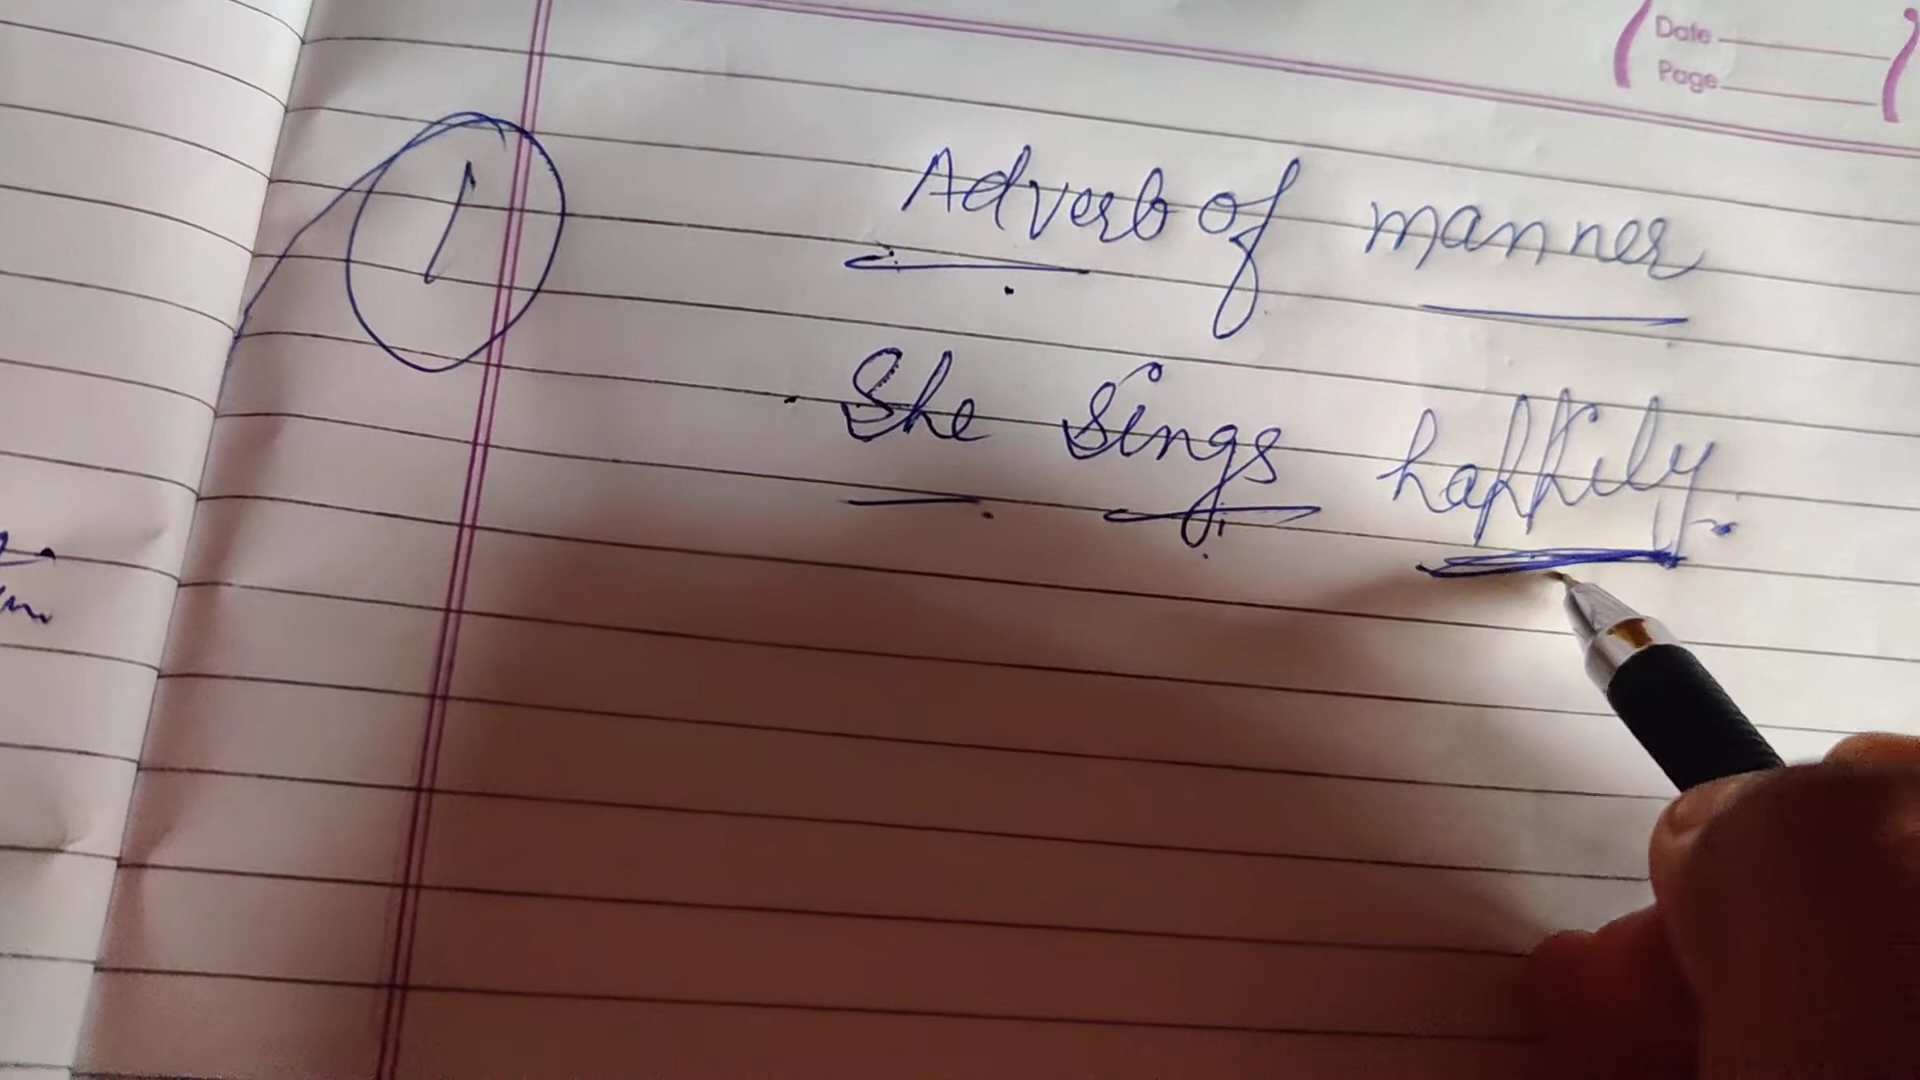 Date
Page
1 Adverb of manner
She Sings happily.